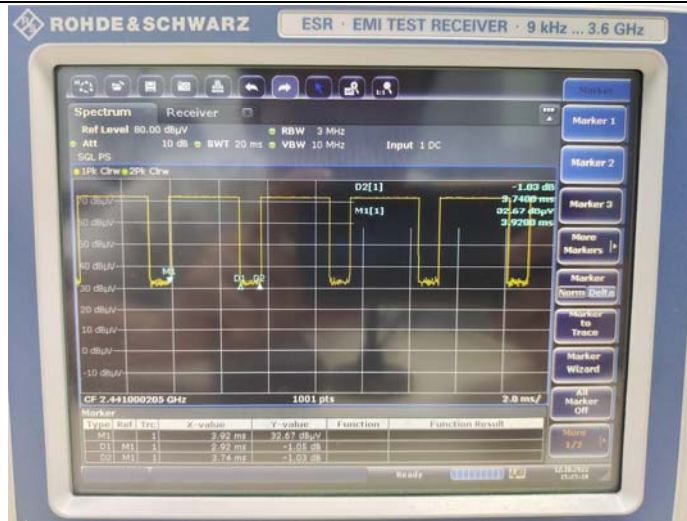 ROHDE&SCHWARZ ESR · EMI TEST RECEIVER · 9 kHz ... 3.6 GHz
Marker
Spectrum Receiver
Ref Level 80.00 dBµV RBW 3 MHz
Att 10 dB SWT 20 ms VBW 10 MHz Input 1 DC
SGL PS
1Pk Clrw 2Pk Clrw
D2[1] -1.03 dB
3.7400 ms
M1[1] 32.67 dBµV
3.9200 ms
70 dBµV
60 dBµV
50 dBµV
40 dBµV
M1
D1 D2
30 dBµV
20 dBµV
10 dBµV
0 dBµV
-10 dBµV
CF 2.441000205 GHz 1001 pts 2.0 ms/
Marker
Type Ref Trc X-value Y-value Function Function Result
M1 1 3.92 ms 32.67 dBµV
D1 M1 1 2.92 ms -1.05 dB
D2 M1 1 3.74 ms -1.03 dB
Ready
Marker 1
Marker 2
Marker 3
More Markers
Marker
Norm Delta
Marker to Trace
Marker Wizard
All Marker Off
More 1/2